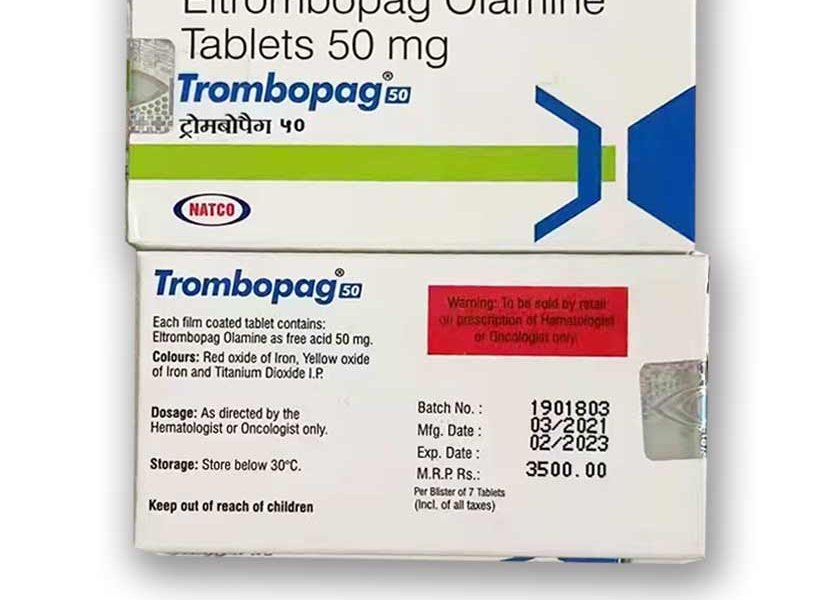 Eltrombopag Olamine
Tablets 50 mg
Trombopag® 50
ट्रोमबोपैग ५०
NATCO
Trombopag® 50
Each film coated tablet contains:
Eltrombopag Olamine as free acid 50 mg.
Colours: Red oxide of Iron, Yellow oxide
of Iron and Titanium Dioxide I.P.
Dosage: As directed by the
Hematologist or Oncologist only.
Storage: Store below 30°C.
Keep out of reach of children
Warning: To be sold by retail
on prescription of Hematologist
or Oncologist only.
Batch No. : 1901803
Mfg. Date : 03/2021
Exp. Date : 02/2023
M.R.P. Rs.: 3500.00
Per Blister of 7 Tablets
(Incl. of all taxes)